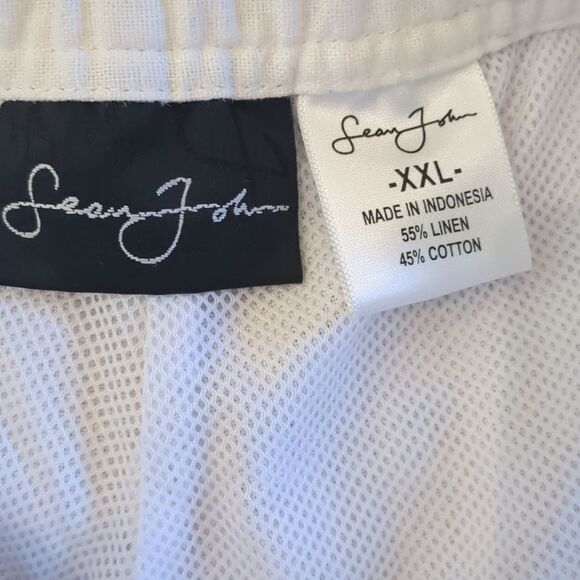 Sean John
Sean John
-XXL-
MADE IN INDONESIA
55% LINEN
45% COTTON